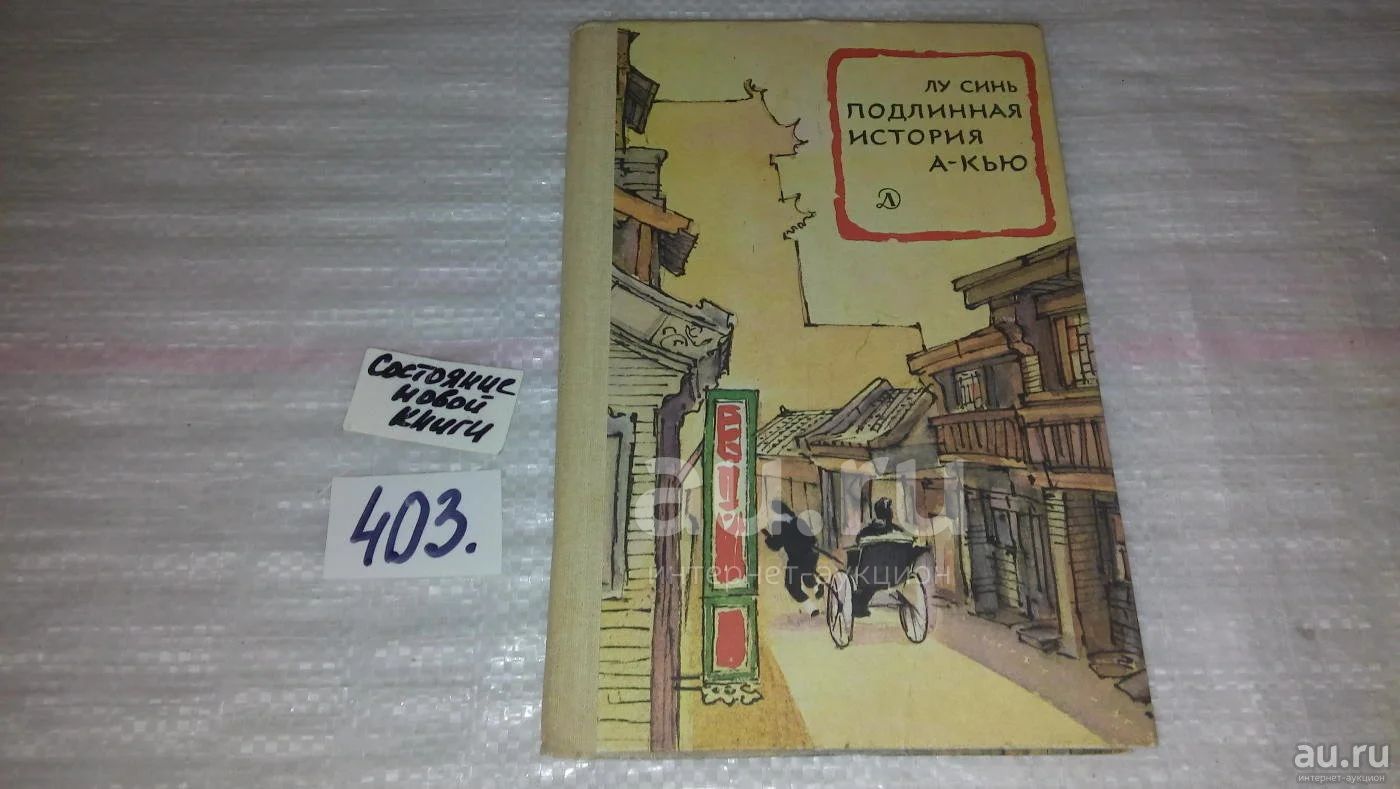 ЛУ СИНЬ
ПОДЛИННАЯ
ИСТОРИЯ
А-КЬЮ
Состояние
новой
книги
403.
au.ru
интернет-аукцион
au.ru
интернет-аукцион